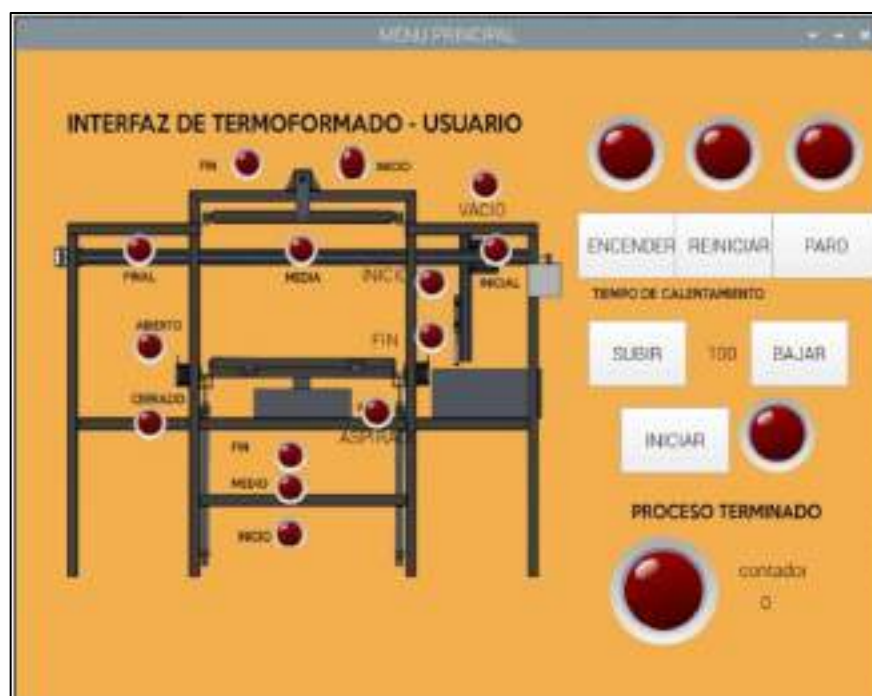 MENU PRINCIPAL
INTERFAZ DE TERMOFORMADO - USUARIO
FIN
INICIO
VACIO
FINAL
MEDIA
INICIO
INICIAL
ABIERTO
FIN
CERRADO
FIN
MEDIO
INICIO
ENCENDER
REINICIAR
PARO
TIEMPO DE CALENTAMIENTO
SUBIR
100
BAJAR
INICIAR
PROCESO TERMINADO
contador
0